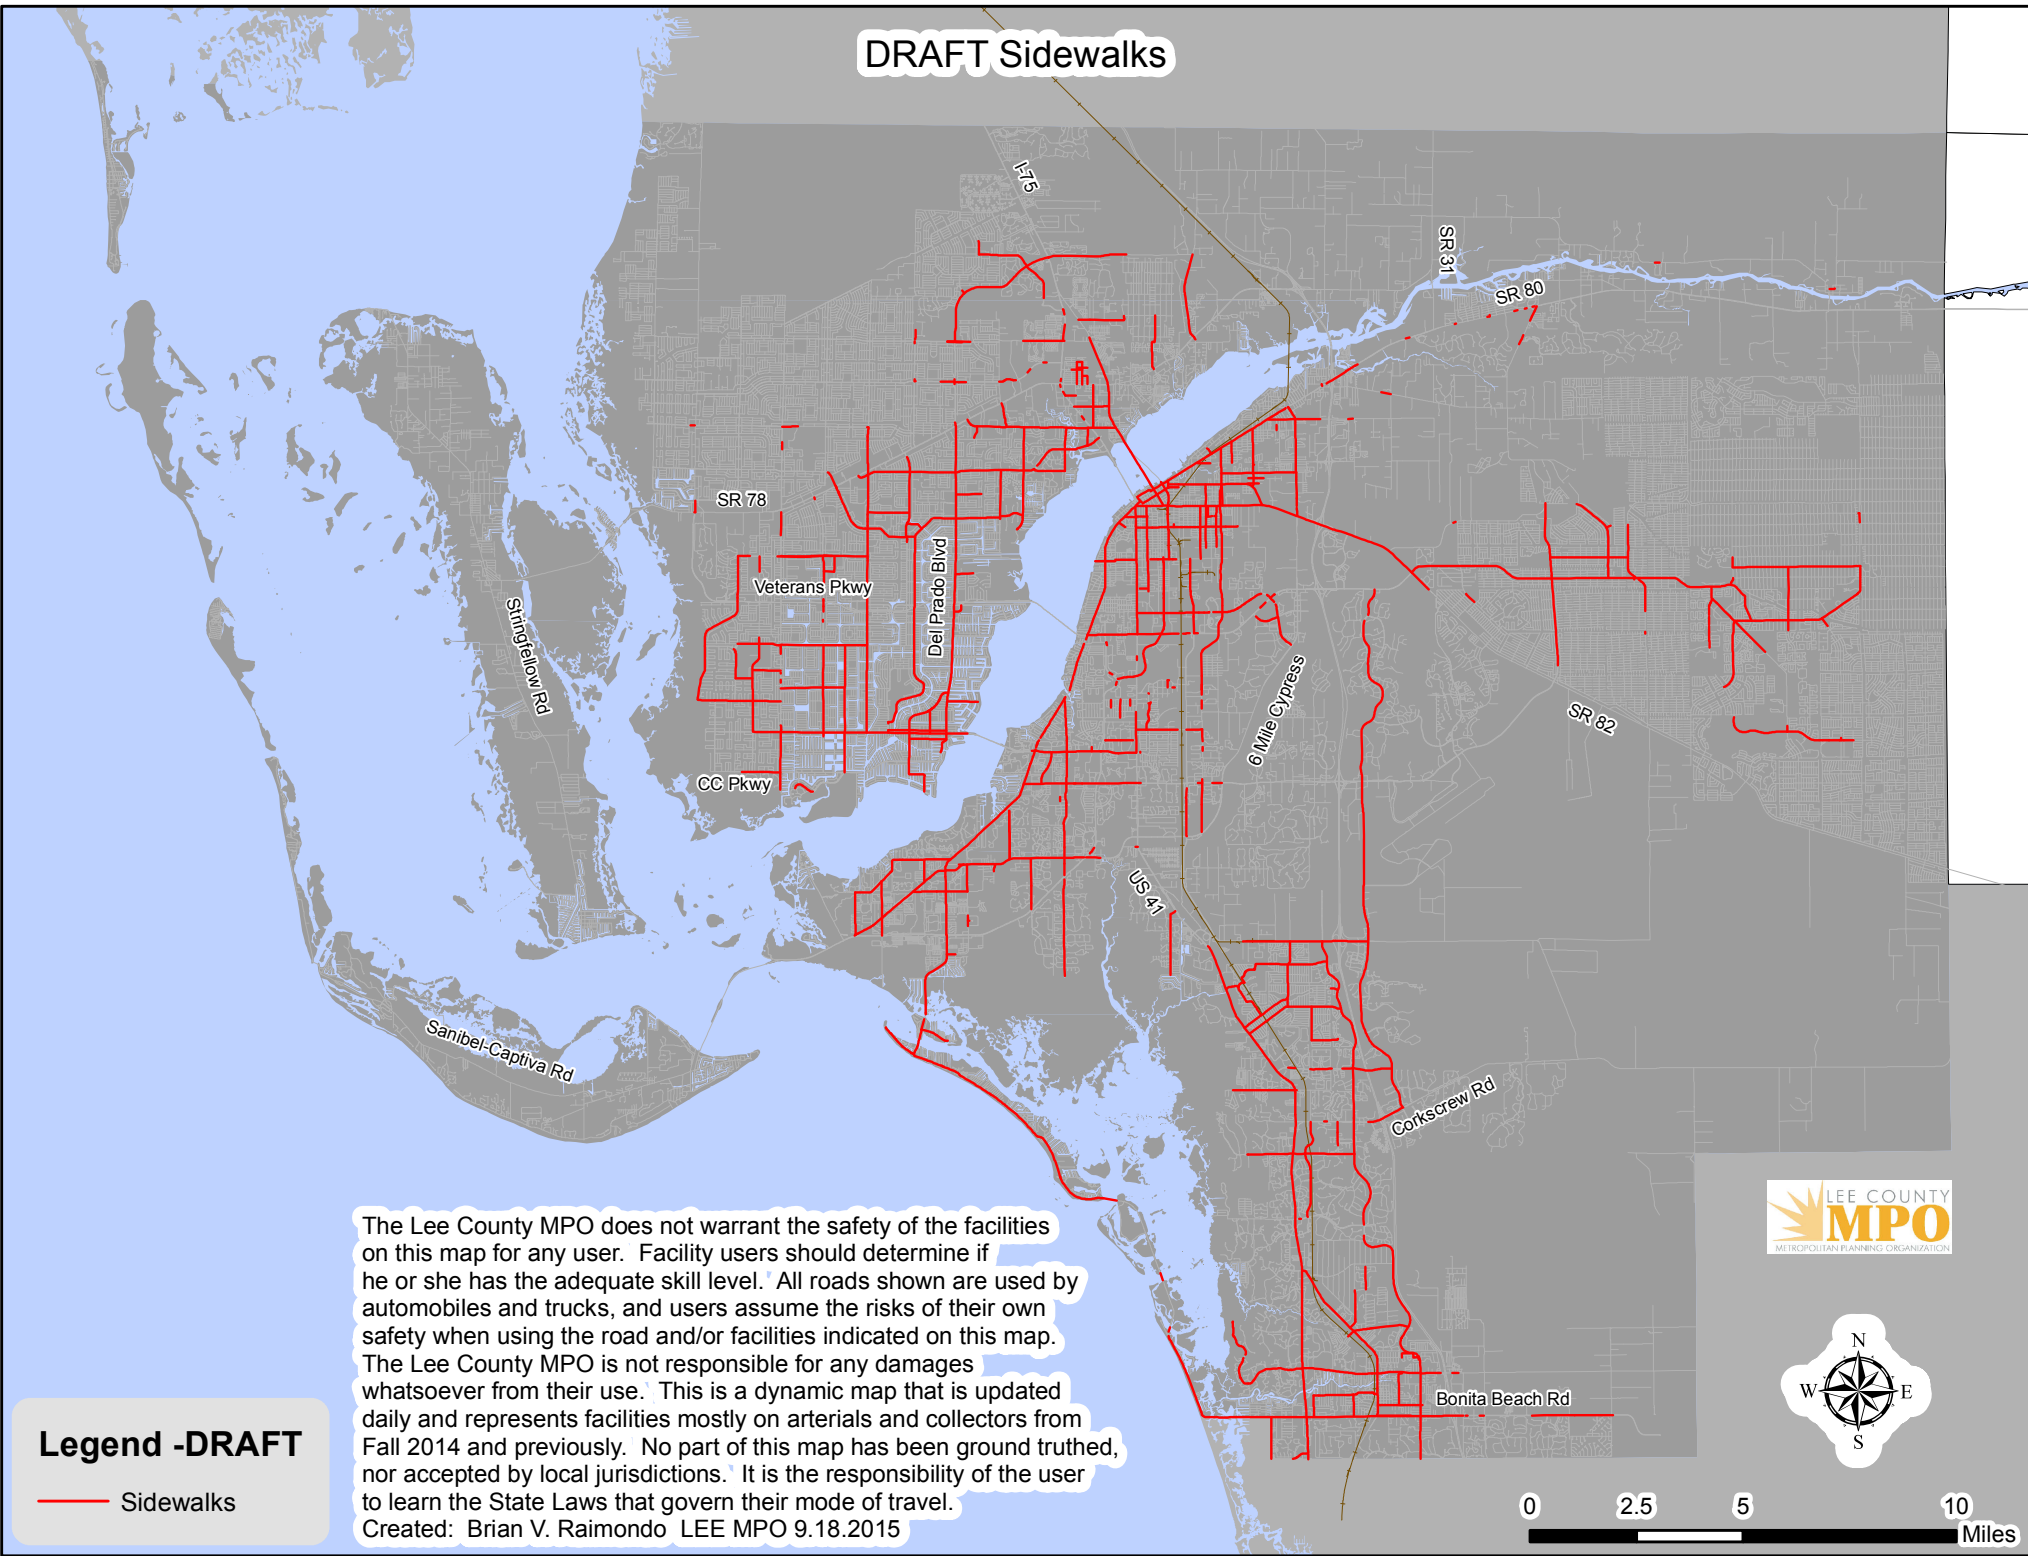 DRAFT Sidewalks
I-75
SR 31
SR 80
SR 78
Veterans Pkwy
Del Prado Blvd
Stringfellow Rd
6 Mile Cypress
SR 82
CC Pkwy
US 41
Sanibel-Captiva Rd
Corkscrew Rd
Bonita Beach Rd
LEE COUNTY
MPO
METROPOLITAN PLANNING ORGANIZATION
The Lee County MPO does not warrant the safety of the facilities
on this map for any user. Facility users should determine if
he or she has the adequate skill level. All roads shown are used by
automobiles and trucks, and users assume the risks of their own
safety when using the road and/or facilities indicated on this map.
The Lee County MPO is not responsible for any damages
whatsoever from their use. This is a dynamic map that is updated
daily and represents facilities mostly on arterials and collectors from
Fall 2014 and previously. No part of this map has been ground truthed,
nor accepted by local jurisdictions. It is the responsibility of the user
to learn the State Laws that govern their mode of travel.
Created: Brian V. Raimondo LEE MPO 9.18.2015
Legend -DRAFT
Sidewalks
N
W E
S
0 2.5 5 10
Miles